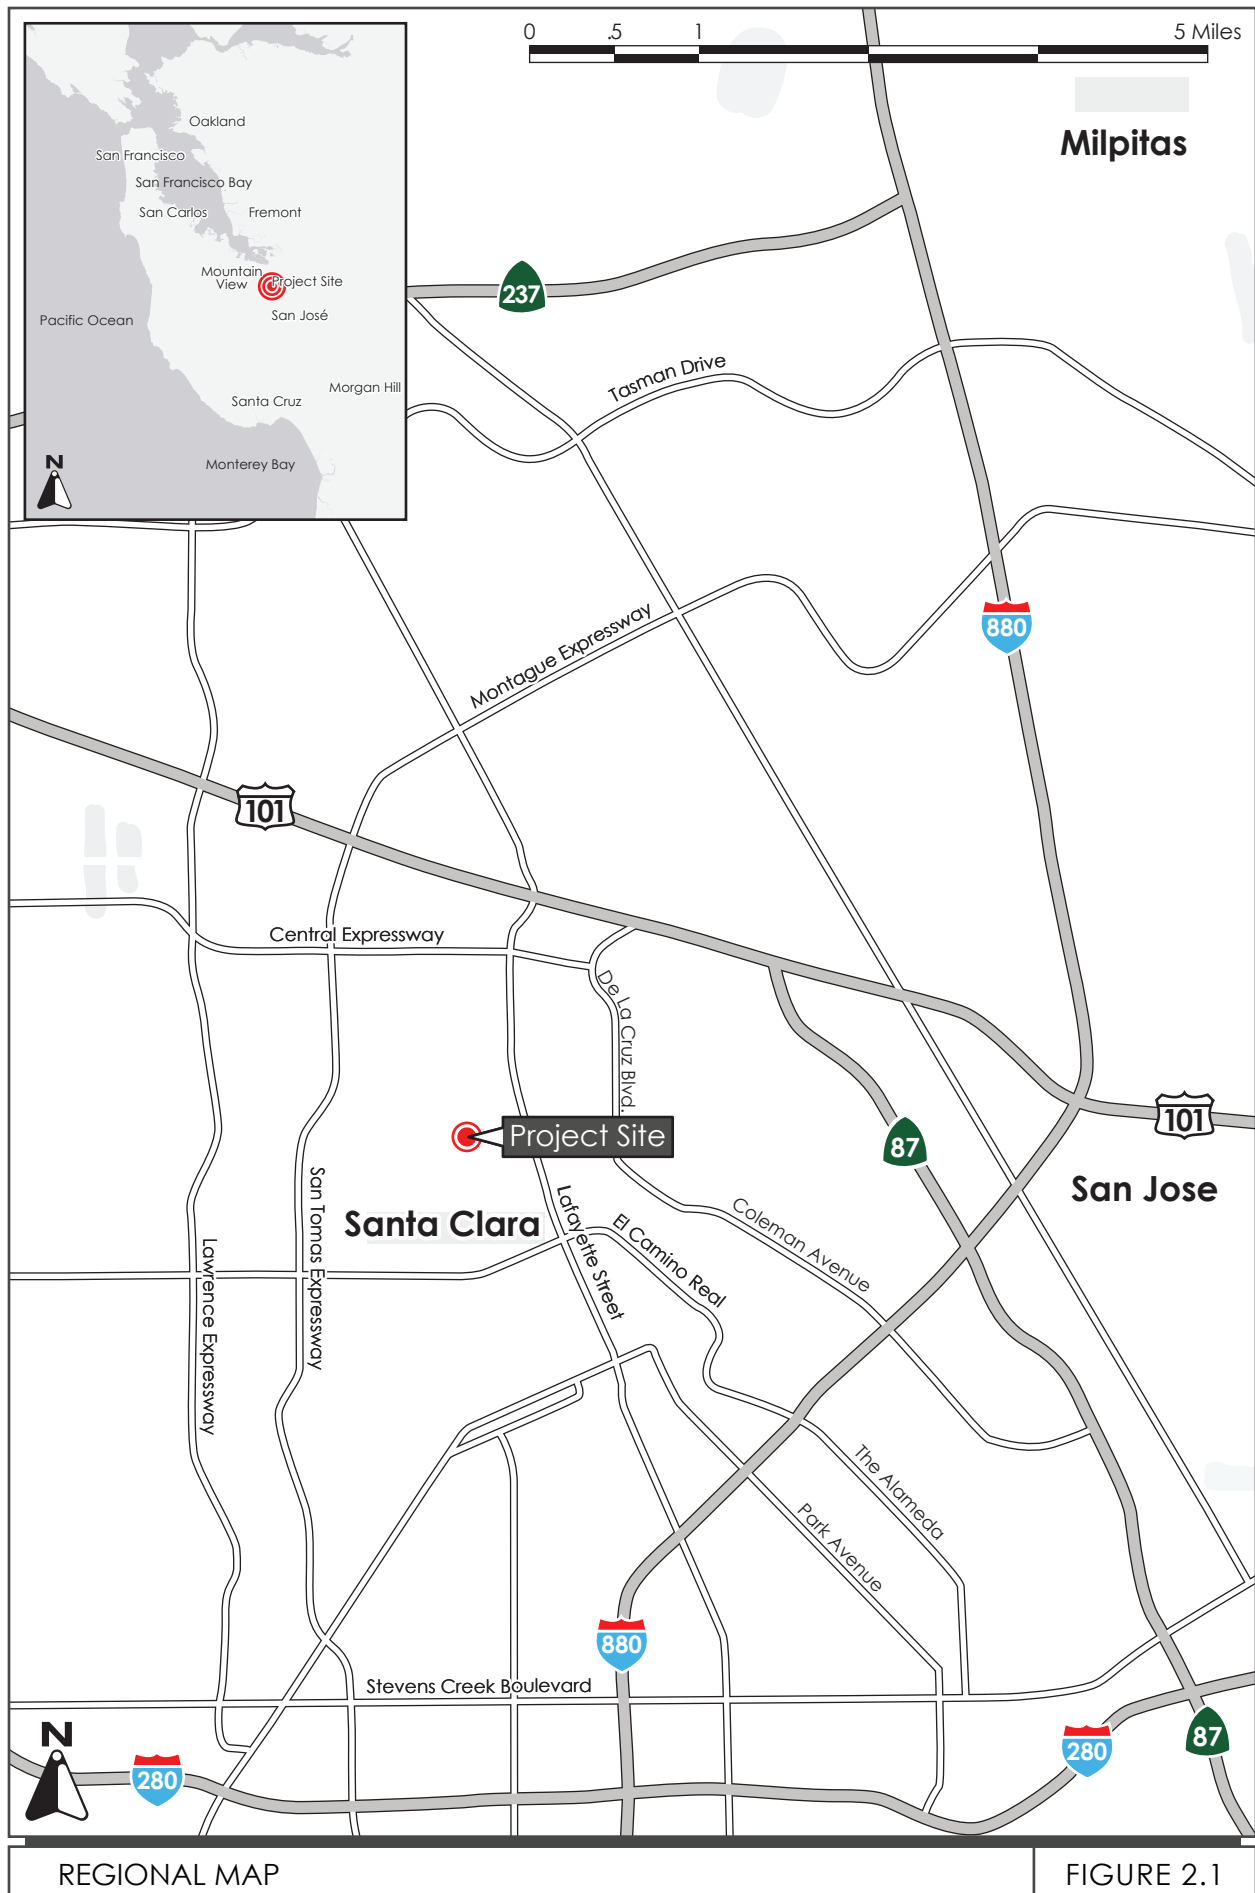 0 .5 1 5 Miles
Milpitas
Oakland
San Francisco
San Francisco Bay
San Carlos
Fremont
Mountain
View
Project Site
San José
Pacific Ocean
Morgan Hill
Santa Cruz
Monterey Bay
N
237
Tasman Drive
880
Montague Expressway
101
Central Expressway
De La Cruz Blvd.
Project Site
87
101
San Jose
Santa Clara
San Tomas Expressway
Lafayette Street
El Camino Real
Coleman Avenue
Lawrence Expressway
The Alameda
Park Avenue
880
Stevens Creek Boulevard
N
280
280
87
REGIONAL MAP
FIGURE 2.1